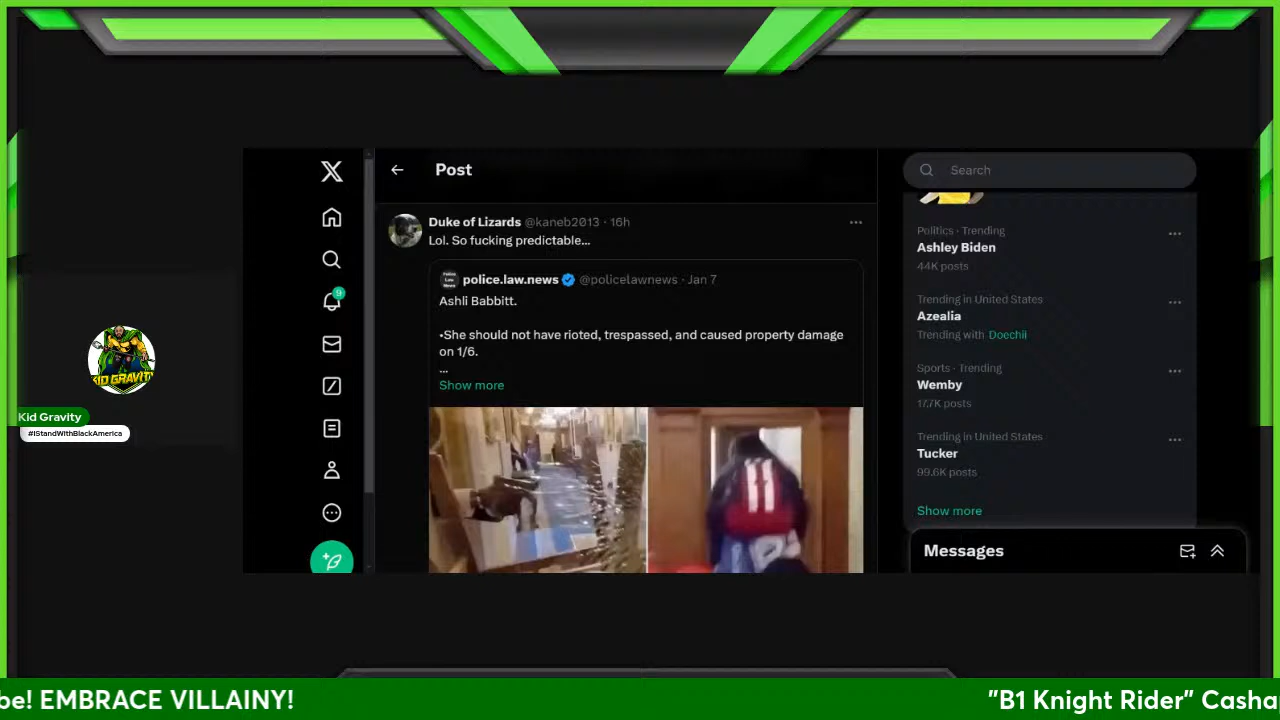 Post
Search
Duke of Lizards @kaneb2013 · 16h
Lol. So fucking predictable...
police.law.news @policelawnews · Jan 7
Ashli Babbitt.
•She should not have rioted, trespassed, and caused property damage
on 1/6.
...
Show more
11
9
Politics · Trending
Ashley Biden
44K posts
Trending in United States
Azealia
Trending with Doechii
Sports · Trending
Wemby
17.7K posts
Trending in United States
Tucker
99.6K posts
Show more
Messages
KID GRAVITY
Kid Gravity
#IStandWithBlackAmerica
be! EMBRACE VILLAINY!
"B1 Knight Rider" Casha